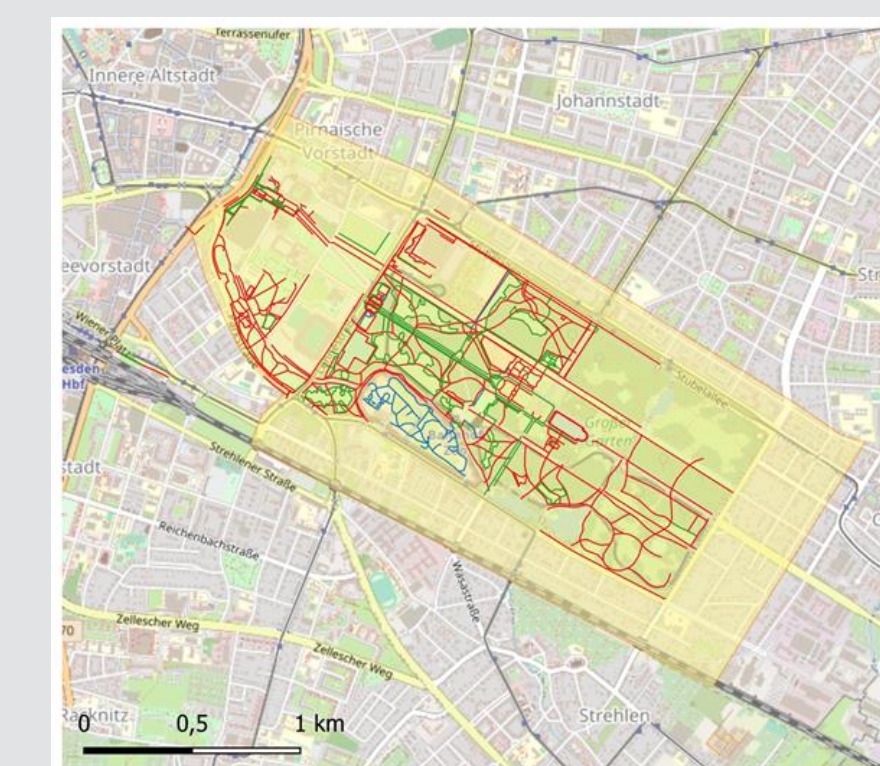 Terrassenufer
Innere Altstadt
Johannstadt
Pirnaische
Vorstadt
eevorstadt
Str
Wiener Platz
esden
Hbf
Stübelallee
Große
Garten
stadt
Strehlener Straße
Reichenbachstraße
Wasastraße
70
Zellescher Weg
Zellescher Weg
Räcknitz
Strehlen
0 0,5 1 km